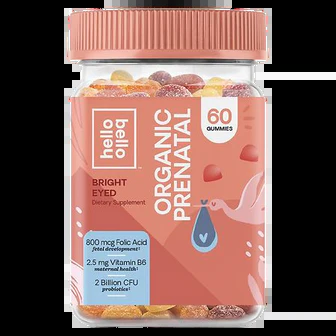 hello
bello
TM
60
GUMMIES
ORGANIC
PRENATAL
BRIGHT
EYED
Dietary Supplement
800 mcg Folic Acid
fetal development‡
2.5 mg Vitamin B6
maternal health‡
2 Billion CFU
probiotics‡